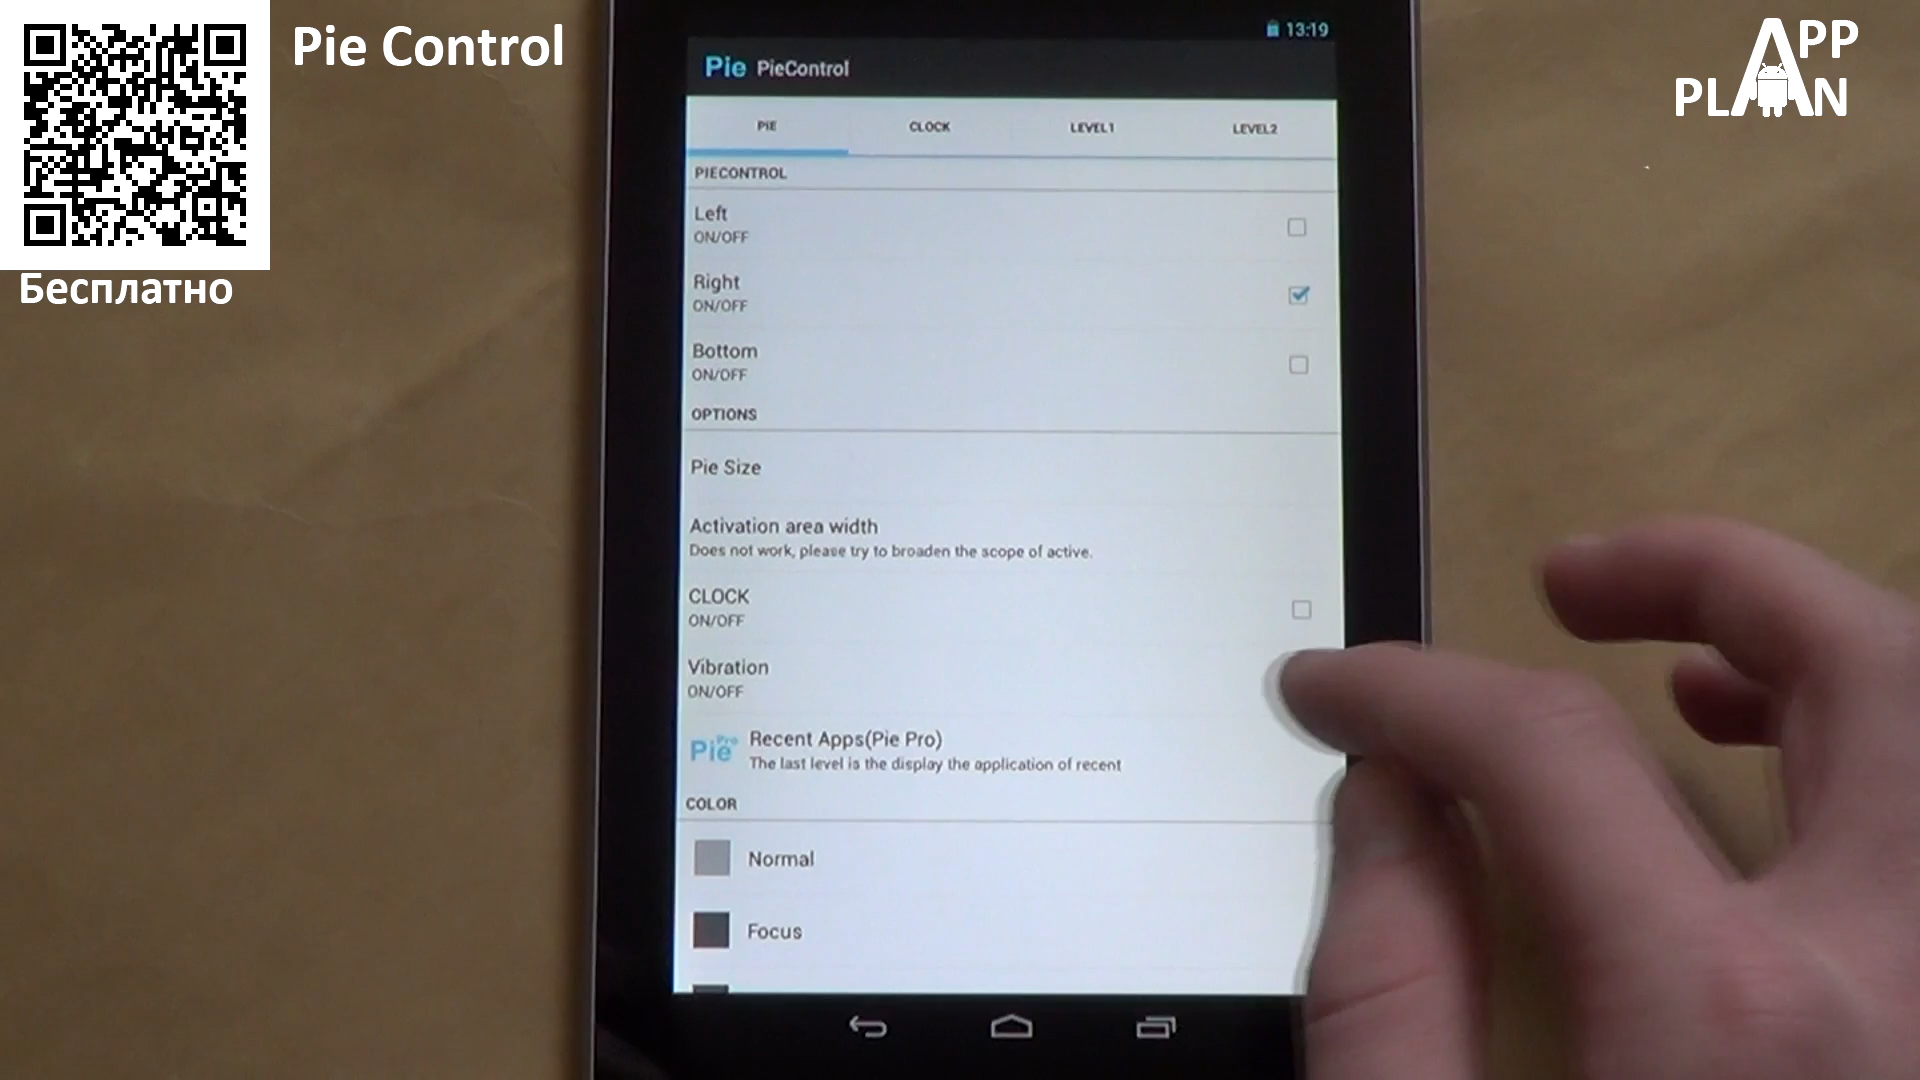 Pie Control
Бесплатно
APP
PLAN
13:19
Pie PieControl
PIE
CLOCK
LEVEL1
LEVEL2
PIECONTROL
Left
ON/OFF
Right
ON/OFF
Bottom
ON/OFF
OPTIONS
Pie Size
Activation area width
Does not work, please try to broaden the scope of active.
CLOCK
ON/OFF
Vibration
ON/OFF
Pie Pro
Recent Apps(Pie Pro)
The last level is the display the application of recent
COLOR
Normal
Focus